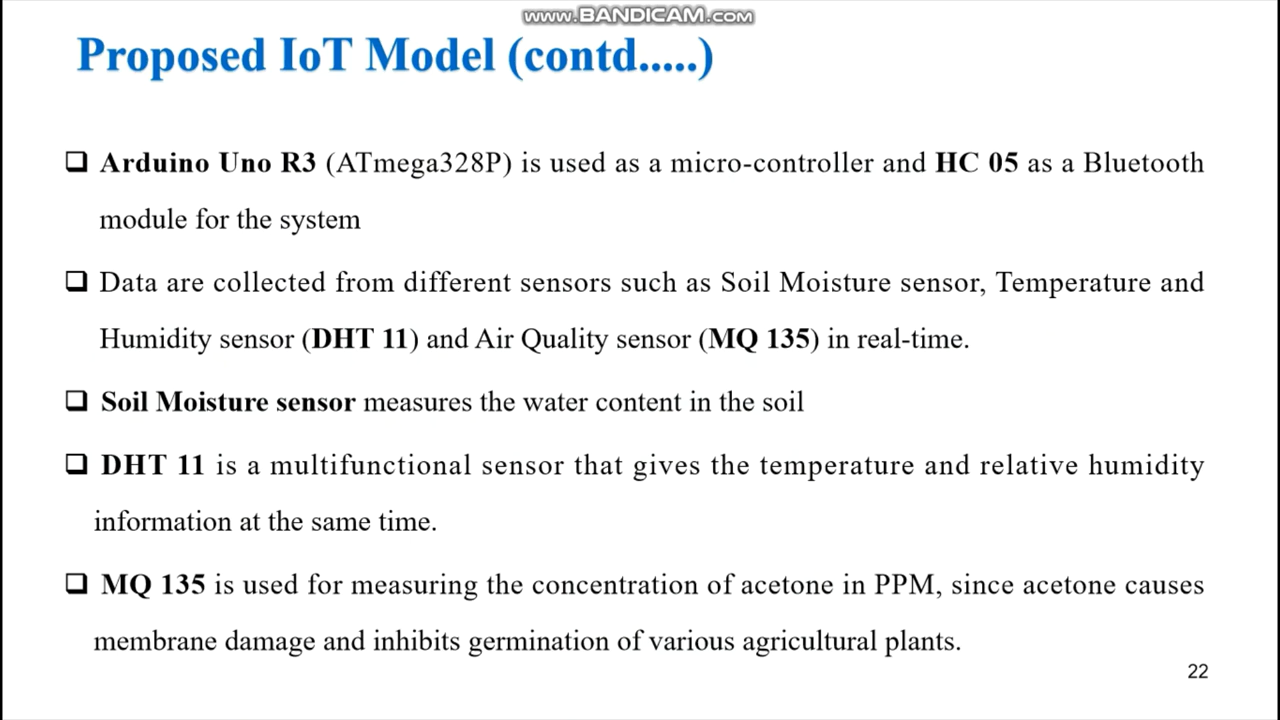 www.BANDICAM.com
Proposed IoT Model (contd.....)
❑ Arduino Uno R3 (ATmega328P) is used as a micro-controller and HC 05 as a Bluetooth
module for the system
❑ Data are collected from different sensors such as Soil Moisture sensor, Temperature and
Humidity sensor (DHT 11) and Air Quality sensor (MQ 135) in real-time.
❑ Soil Moisture sensor measures the water content in the soil
❑ DHT 11 is a multifunctional sensor that gives the temperature and relative humidity
information at the same time.
❑ MQ 135 is used for measuring the concentration of acetone in PPM, since acetone causes
membrane damage and inhibits germination of various agricultural plants.
22